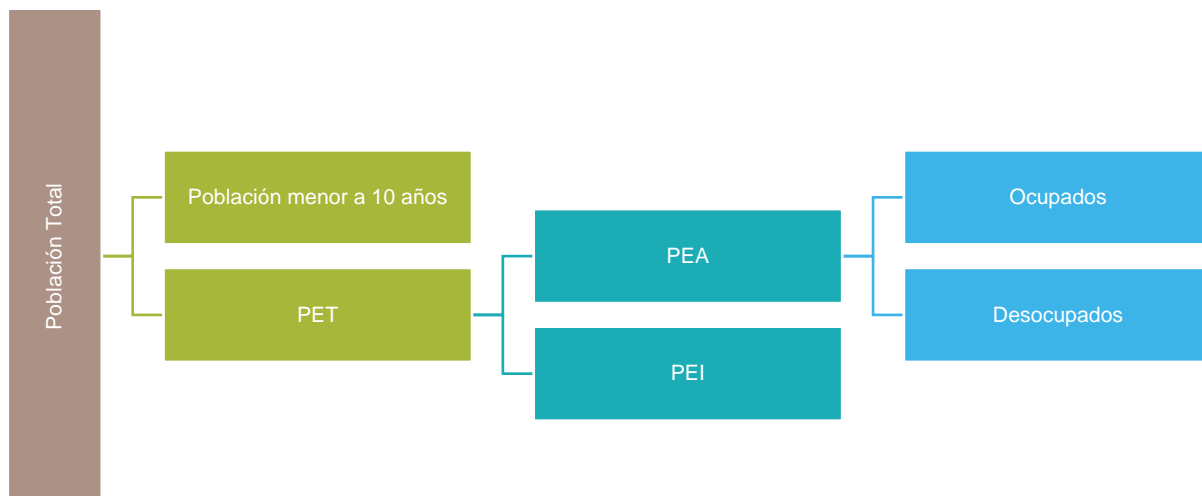 Población Total
Población menor a 10 años
PET
PEA
PEI
Ocupados
Desocupados